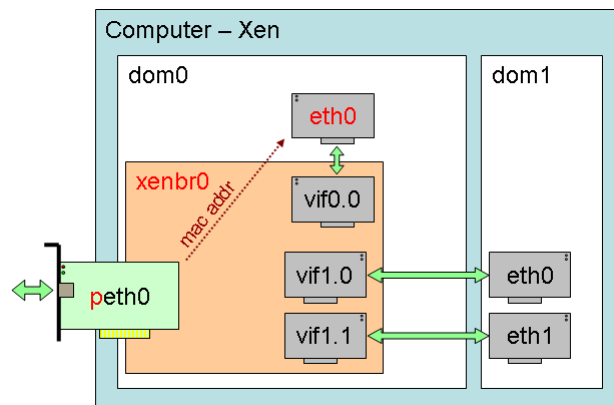 Computer – Xen
dom0
dom1
eth0
xenbr0
mac addr
vif0.0
peth0
vif1.0
eth0
vif1.1
eth1